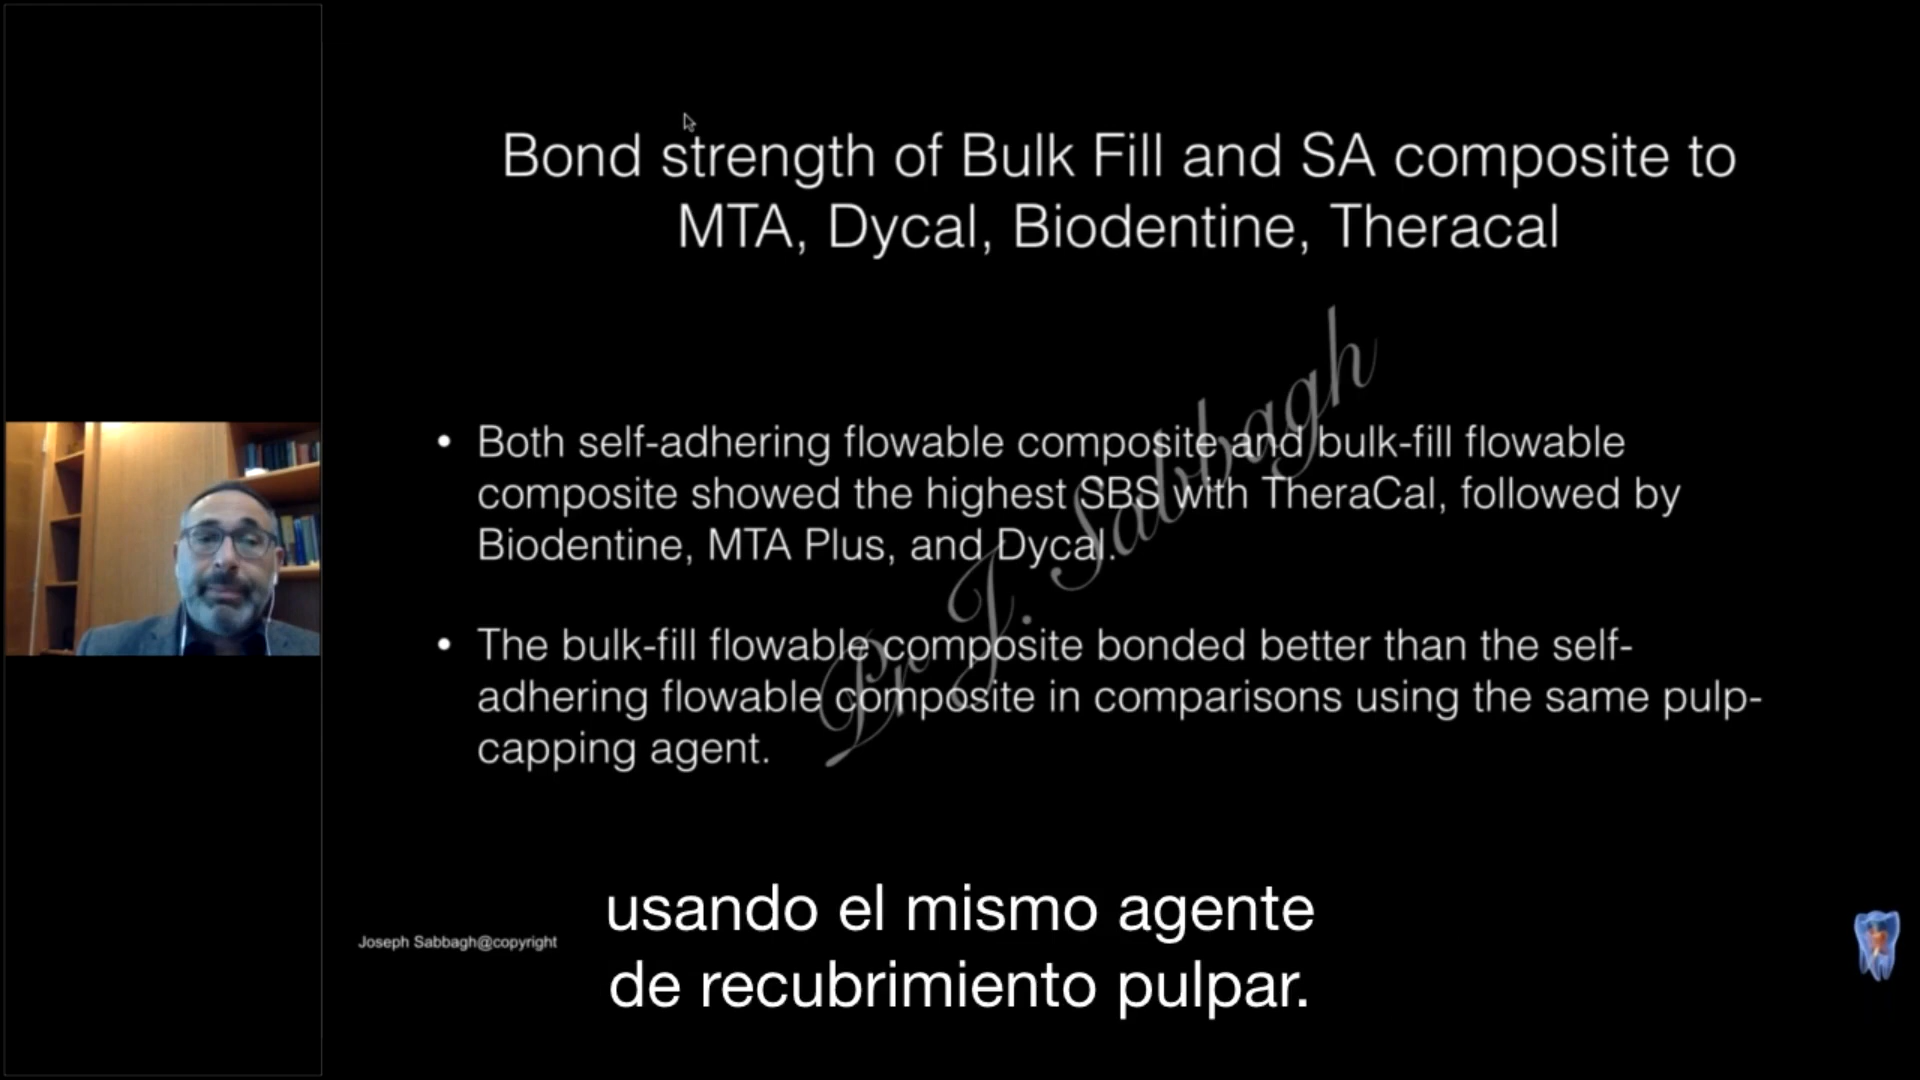 Bond strength of Bulk Fill and SA composite to
MTA, Dycal, Biodentine, Theracal
• Both self-adhering flowable composite and bulk-fill flowable
composite showed the highest SBS with TheraCal, followed by
Biodentine, MTA Plus, and Dycal.
• The bulk-fill flowable composite bonded better than the self-
adhering flowable composite in comparisons using the same pulp-
capping agent.
Pr J. Sabbagh
Joseph Sabbagh@copyright
usando el mismo agente
de recubrimiento pulpar.